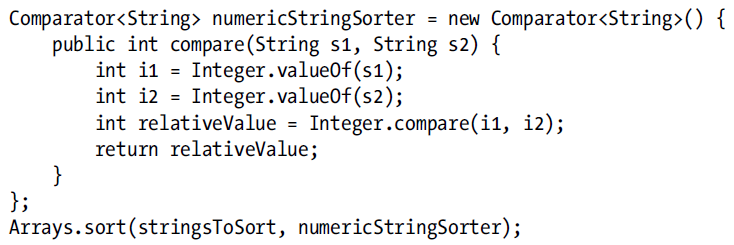 Comparator<String> numericStringSorter = new Comparator<String>() {
    public int compare(String s1, String s2) {
        int i1 = Integer.valueOf(s1);
        int i2 = Integer.valueOf(s2);
        int relativeValue = Integer.compare(i1, i2);
        return relativeValue;
    }
};
Arrays.sort(stringsToSort, numericStringSorter);